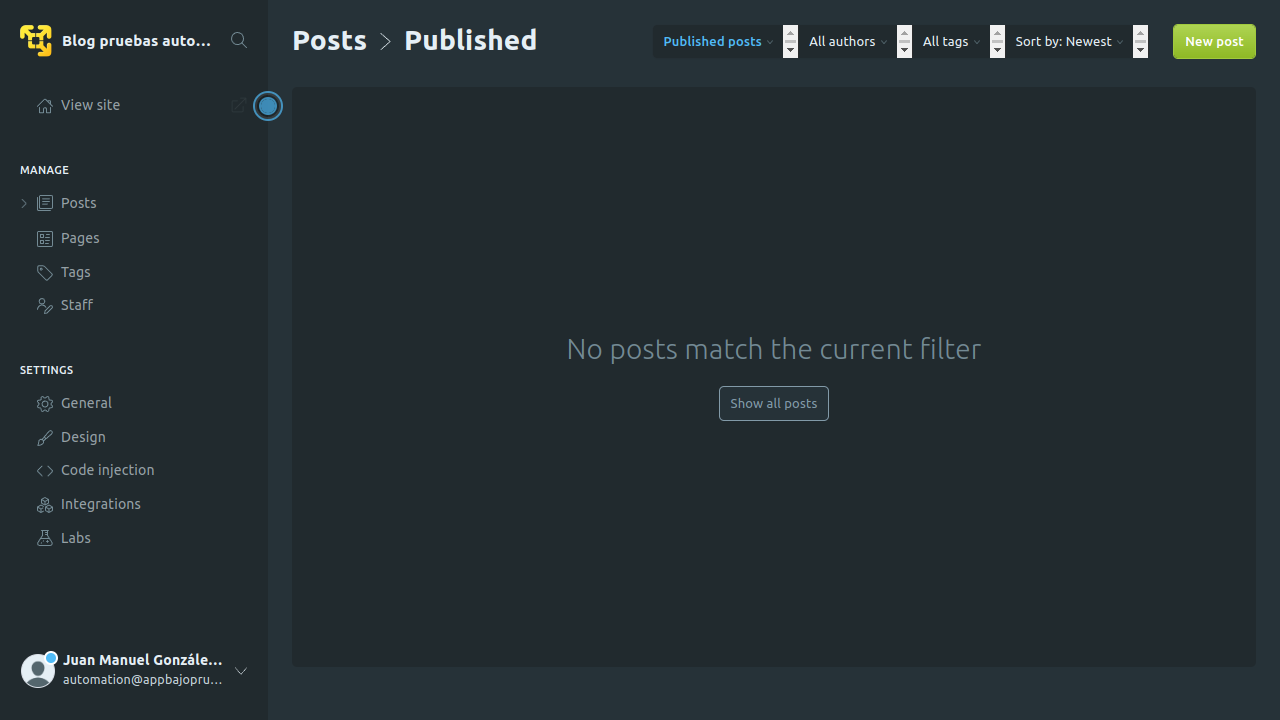 Blog pruebas auto...
View site
MANAGE
Posts
Pages
Tags
Staff
SETTINGS
General
Design
Code injection
Integrations
Labs
Juan Manuel Gonzále...
automation@appbajopru...
Posts > Published
Published posts All authors All tags Sort by: Newest New post
No posts match the current filter
Show all posts